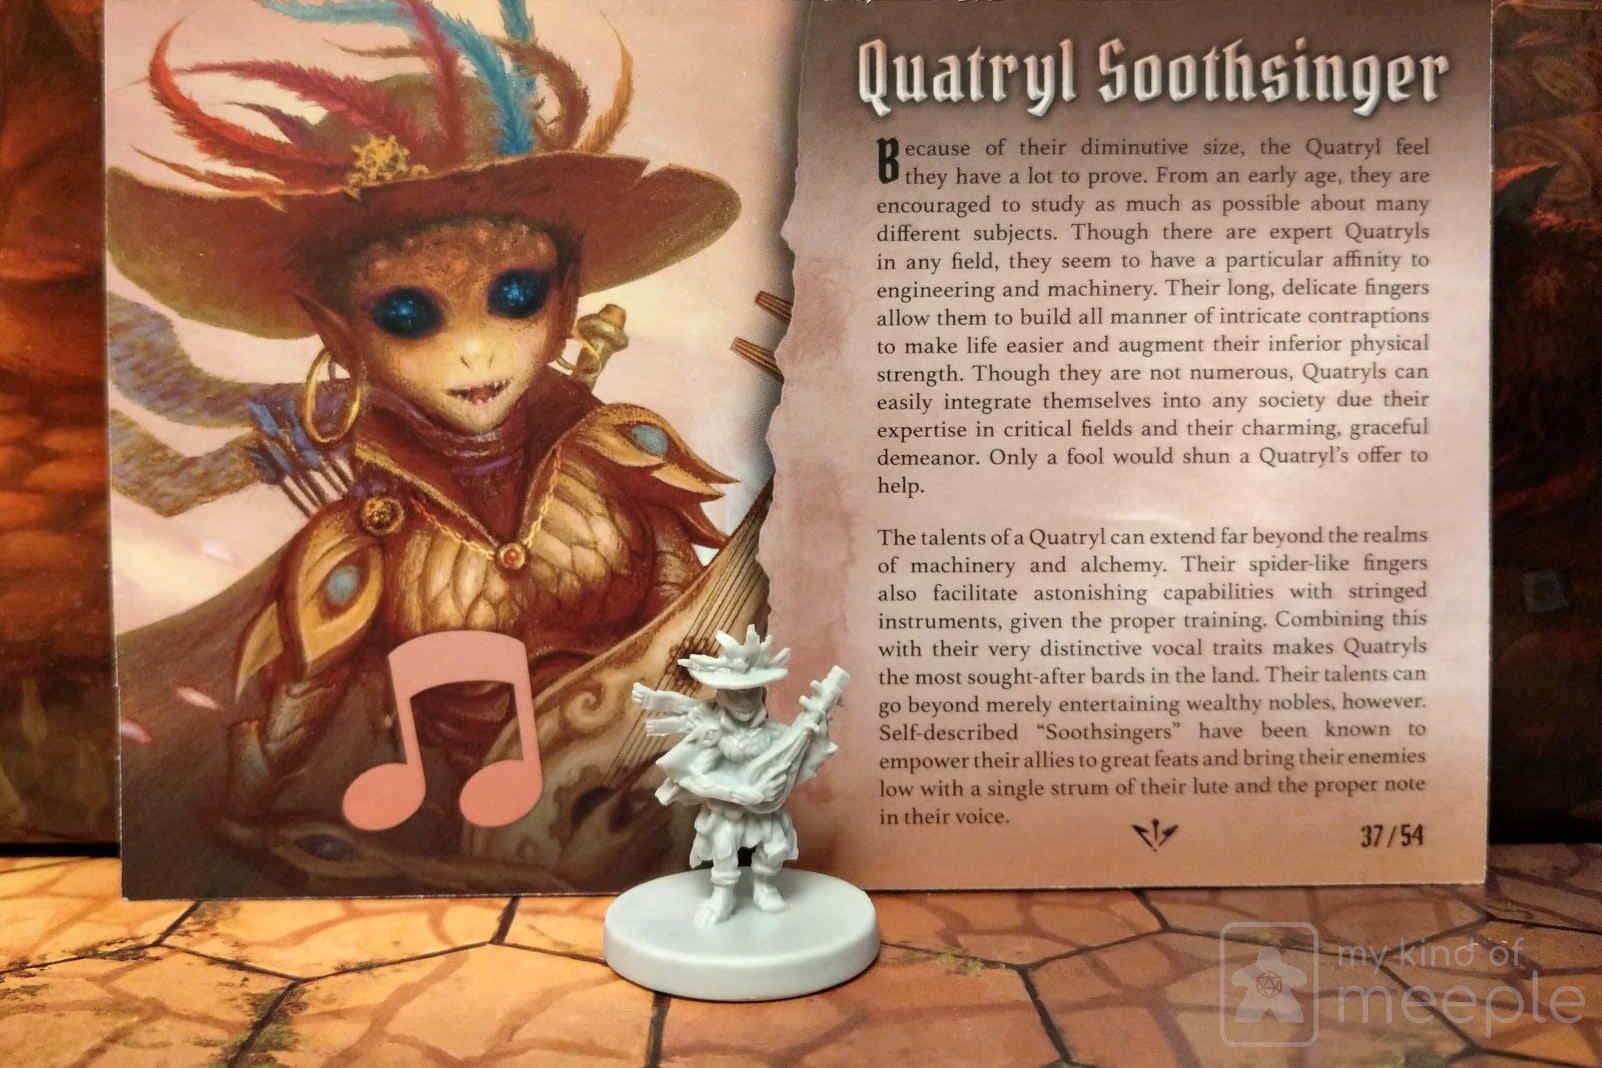 Quatryl Soothsinger
Because of their diminutive size, the Quatryl feel
they have a lot to prove. From an early age, they are
encouraged to study as much as possible about many
different subjects. Though there are expert Quatryls
in any field, they seem to have a particular affinity to
engineering and machinery. Their long, delicate fingers
allow them to build all manner of intricate contraptions
to make life easier and augment their inferior physical
strength. Though they are not numerous, Quatryls can
easily integrate themselves into any society due their
expertise in critical fields and their charming, graceful
demeanor. Only a fool would shun a Quatryl's offer to
help.
The talents of a Quatryl can extend far beyond the realms
of machinery and alchemy. Their spider-like fingers
also facilitate astonishing capabilities with stringed
instruments, given the proper training. Combining this
with their very distinctive vocal traits makes Quatryls
the most sought-after bards in the land. Their talents can
go beyond merely entertaining wealthy nobles, however.
Self-described “Soothsingers” have been known to
empower their allies to great feats and bring their enemies
low with a single strum of their lute and the proper note
in their voice.
37/54
my kind of
meeple